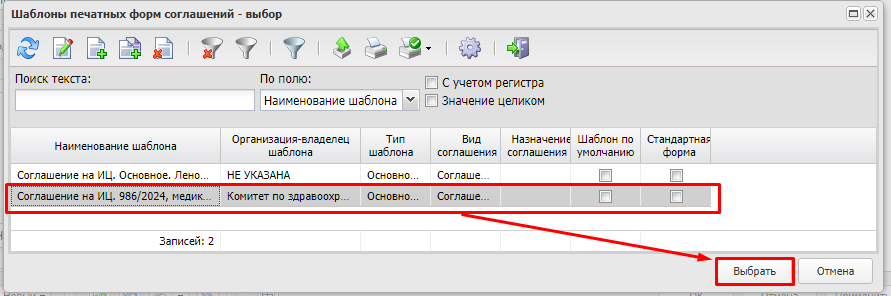 Шаблоны печатных форм соглашений - выбор
Поиск текста:
По полю:
С учетом регистра
Наименование шаблона
Значение целиком
Наименование шаблона
Организация-владелец шаблона
Тип шаблона
Вид соглашения
Назначение соглашения
Шаблон по умолчанию
Стандартная форма
Соглашение на ИЦ. Основное. Лено... НЕ УКАЗАНА Основно... Соглаше...
Соглашение на ИЦ. 986/2024, медик... Комитет по здравоохр... Основно... Соглаше...
Записей: 2
Выбрать
Отмена